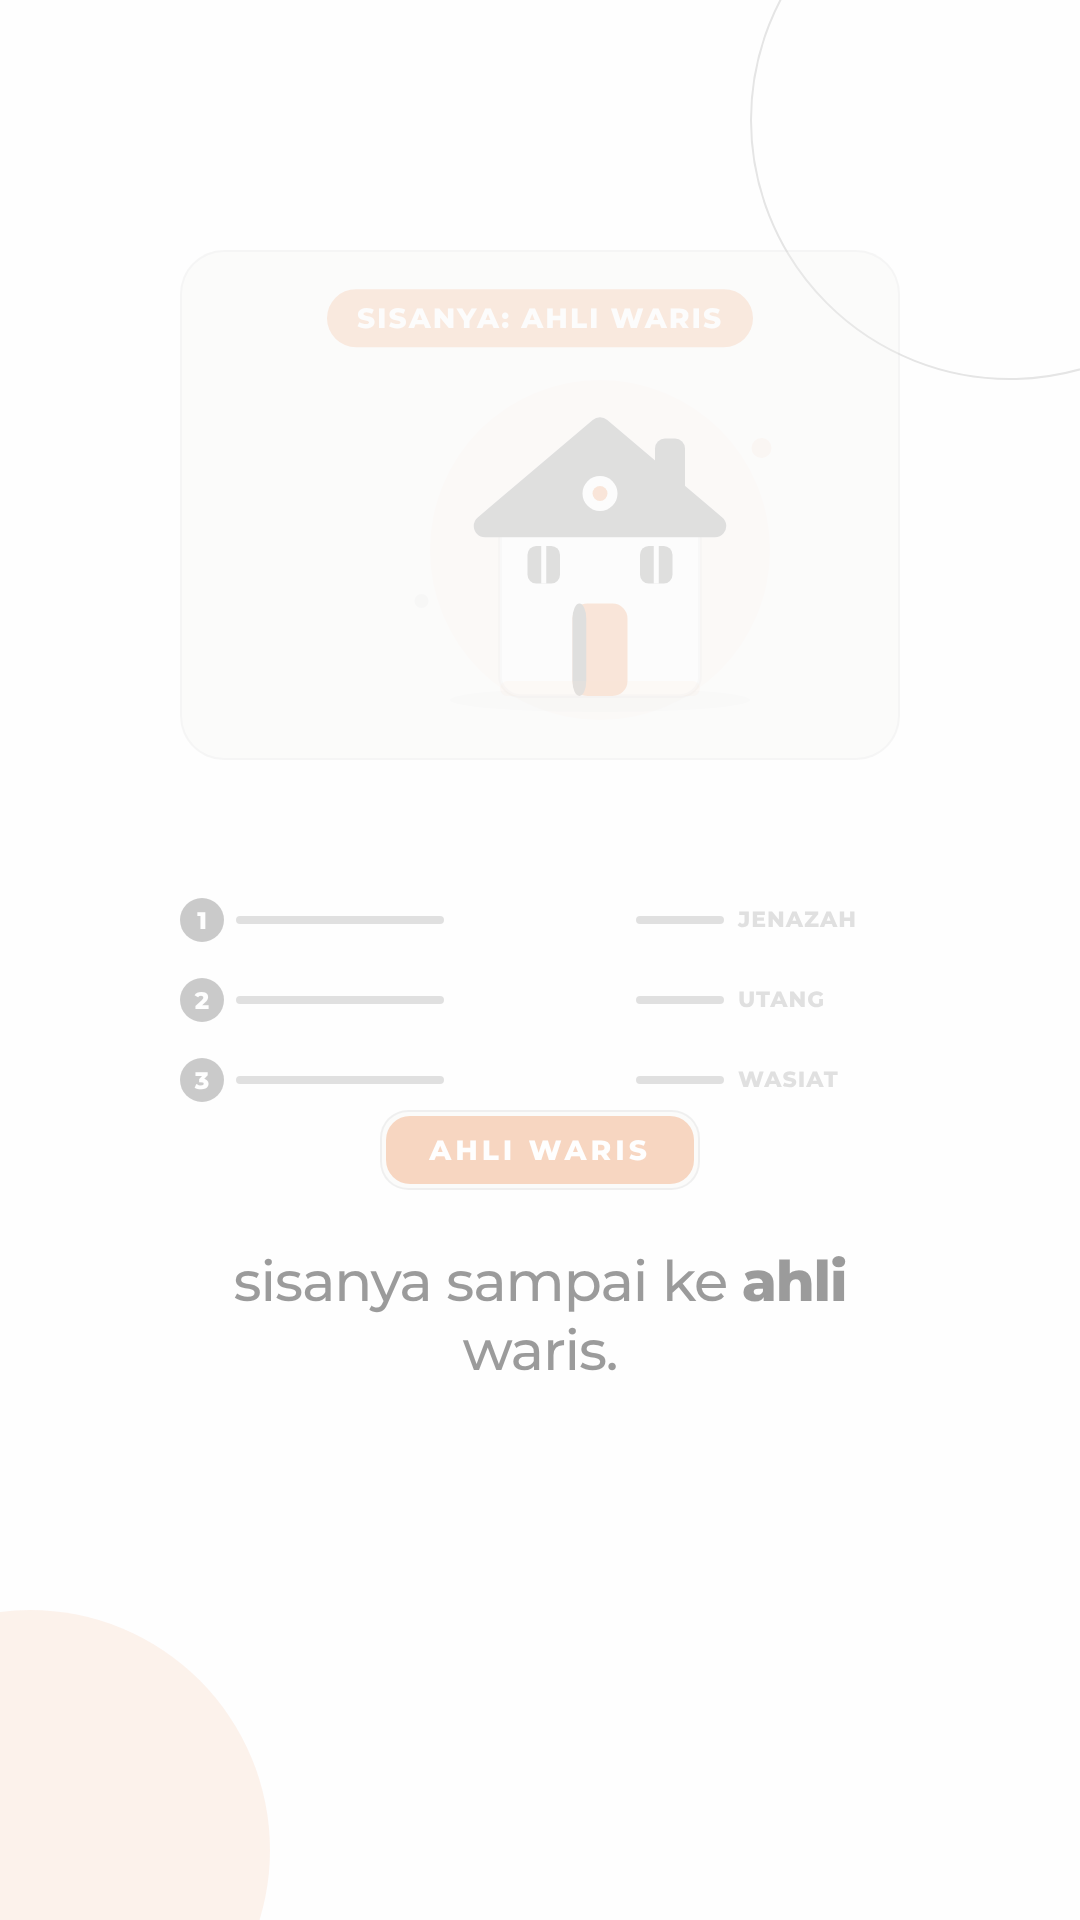 SISANYA: AHLI WARIS
1 JENAZAH
2 UTANG
3 WASIAT
AHLI WARIS
sisanya sampai ke ahli
waris.